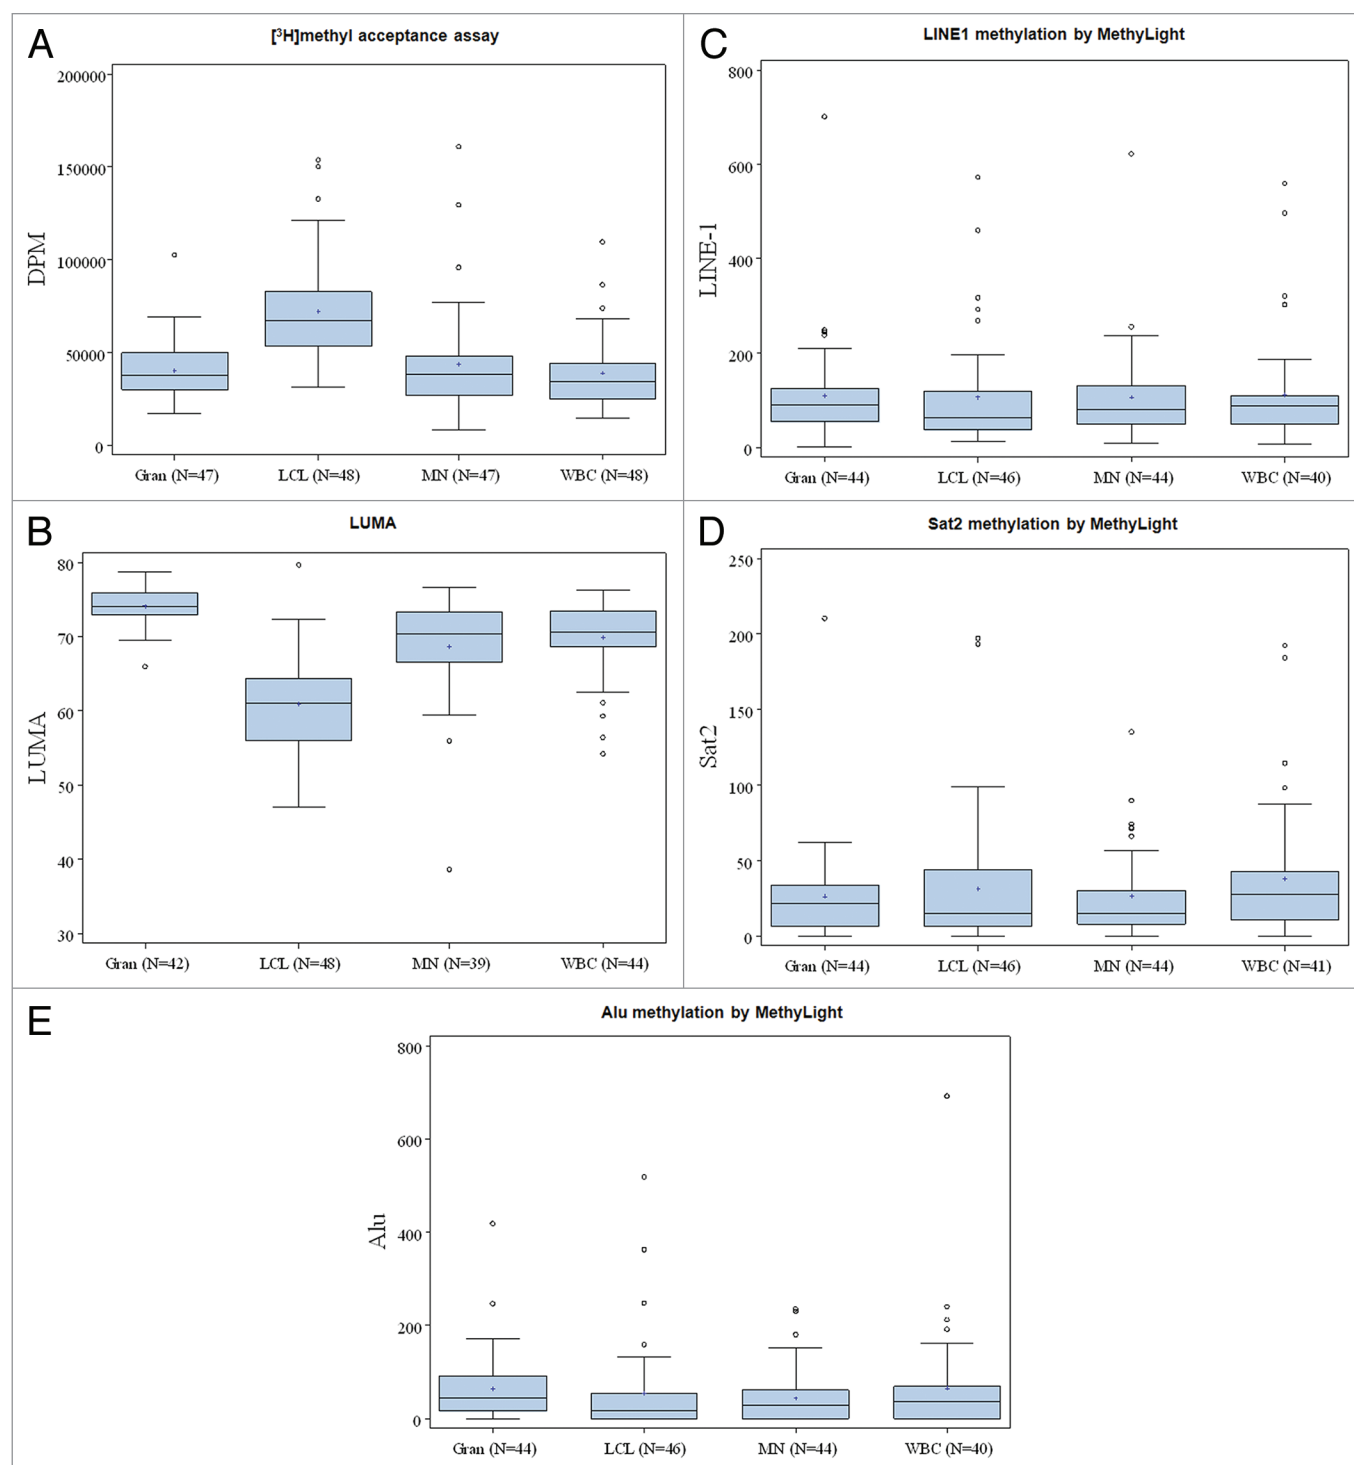 A
[³H]methyl acceptance assay
200000
150000
100000
50000
0
DPM
Gran (N=47) LCL (N=48) MN (N=47) WBC (N=48)
C
LINE1 methylation by MethyLight
800
600
400
200
0
LINE-1
Gran (N=44) LCL (N=46) MN (N=44) WBC (N=40)
B
LUMA
80
70
60
50
40
30
LUMA
Gran (N=42) LCL (N=48) MN (N=39) WBC (N=44)
D
Sat2 methylation by MethyLight
250
200
150
100
50
0
Sat2
Gran (N=44) LCL (N=46) MN (N=44) WBC (N=41)
E
Alu methylation by MethyLight
800
600
400
200
0
Alu
Gran (N=44) LCL (N=46) MN (N=44) WBC (N=40)